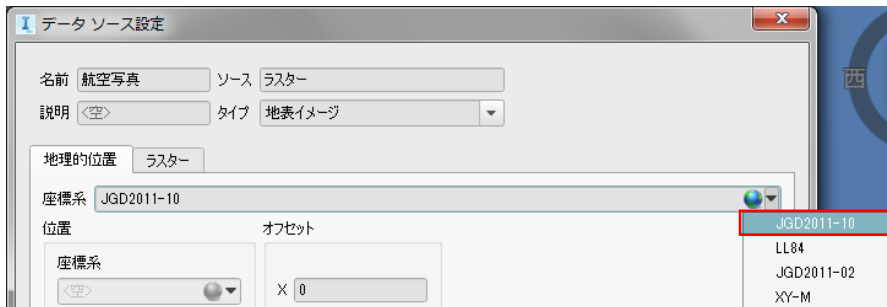 データ ソース設定
名前 航空写真 ソース ラスター
説明 <空> タイプ 地表イメージ
地理的位置 ラスター
座標系 JGD2011-10
位置 オフセット
座標系
<空> X 0
JGD2011-10
LL84
JGD2011-02
XY-M
西